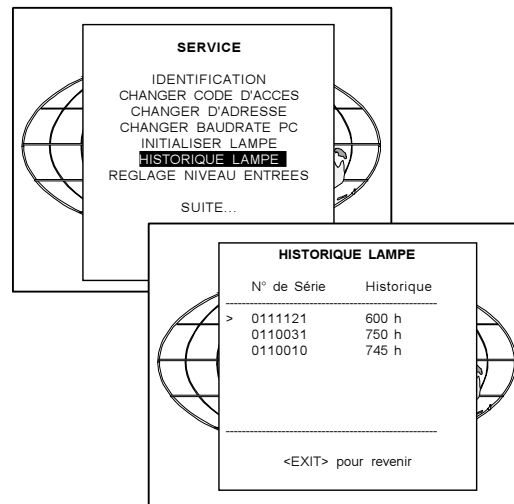 SERVICE
IDENTIFICATION
CHANGER CODE D'ACCES
CHANGER D'ADRESSE
CHANGER BAUDRATE PC
INITIALISER LAMPE
HISTORIQUE LAMPE
REGLAGE NIVEAU ENTREES
SUITE...
HISTORIQUE LAMPE
N° de Série Historique
> 0111121 600 h
0110031 750 h
0110010 745 h
<EXIT> pour revenir